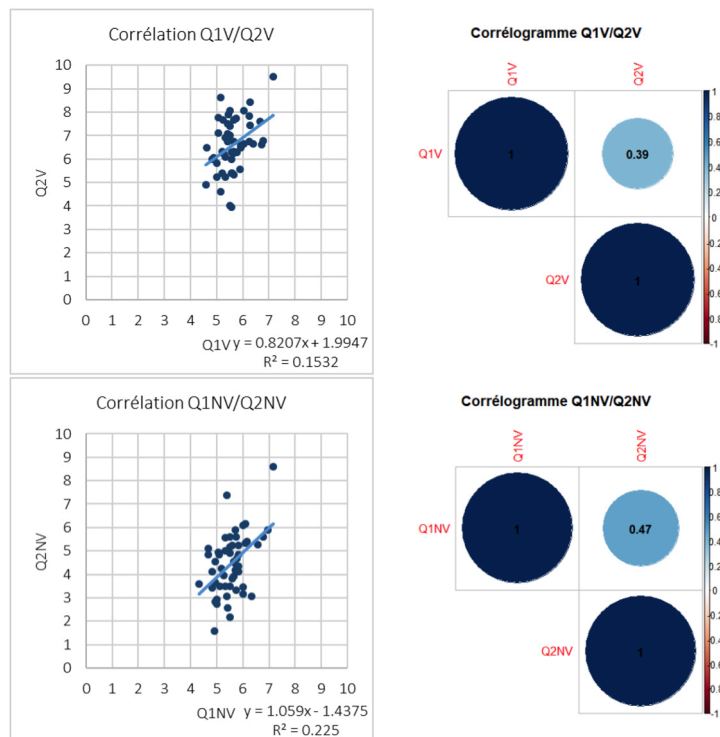 Corrélation Q1V/Q2V
10
9
8
7
6
5
4
3
2
1
0
Q2V
0 1 2 3 4 5 6 7 8 9 10
Q1V y = 0.8207x + 1.9947
R² = 0.1532
Corrélogramme Q1V/Q2V
Q1V
Q2V
Q1V
1
0.39
Q2V
1
1
0.8
0.6
0.4
0.2
0
-0.2
-0.4
-0.6
-0.8
-1
Corrélation Q1NV/Q2NV
10
9
8
7
6
5
4
3
2
1
0
Q2NV
0 1 2 3 4 5 6 7 8 9 10
Q1NV y = 1.059x - 1.4375
R² = 0.225
Corrélogramme Q1NV/Q2NV
Q1NV
Q2NV
Q1NV
1
0.47
Q2NV
1
1
0.8
0.6
0.4
0.2
0
-0.2
-0.4
-0.6
-0.8
-1